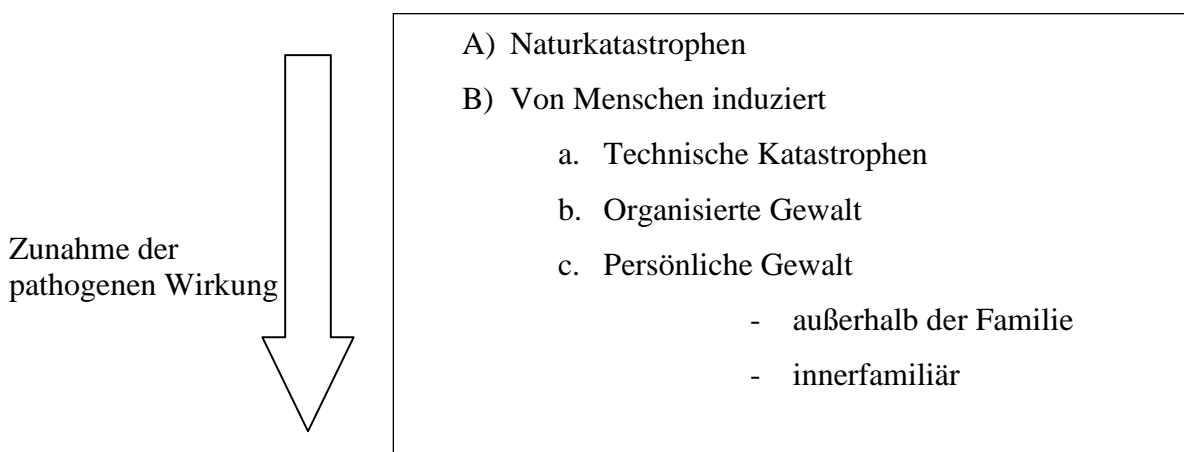 A) Naturkatastrophen
B) Von Menschen induziert
a. Technische Katastrophen
b. Organisierte Gewalt
c. Persönliche Gewalt
- außerhalb der Familie
- innerfamiliär
Zunahme der
pathogenen Wirkung